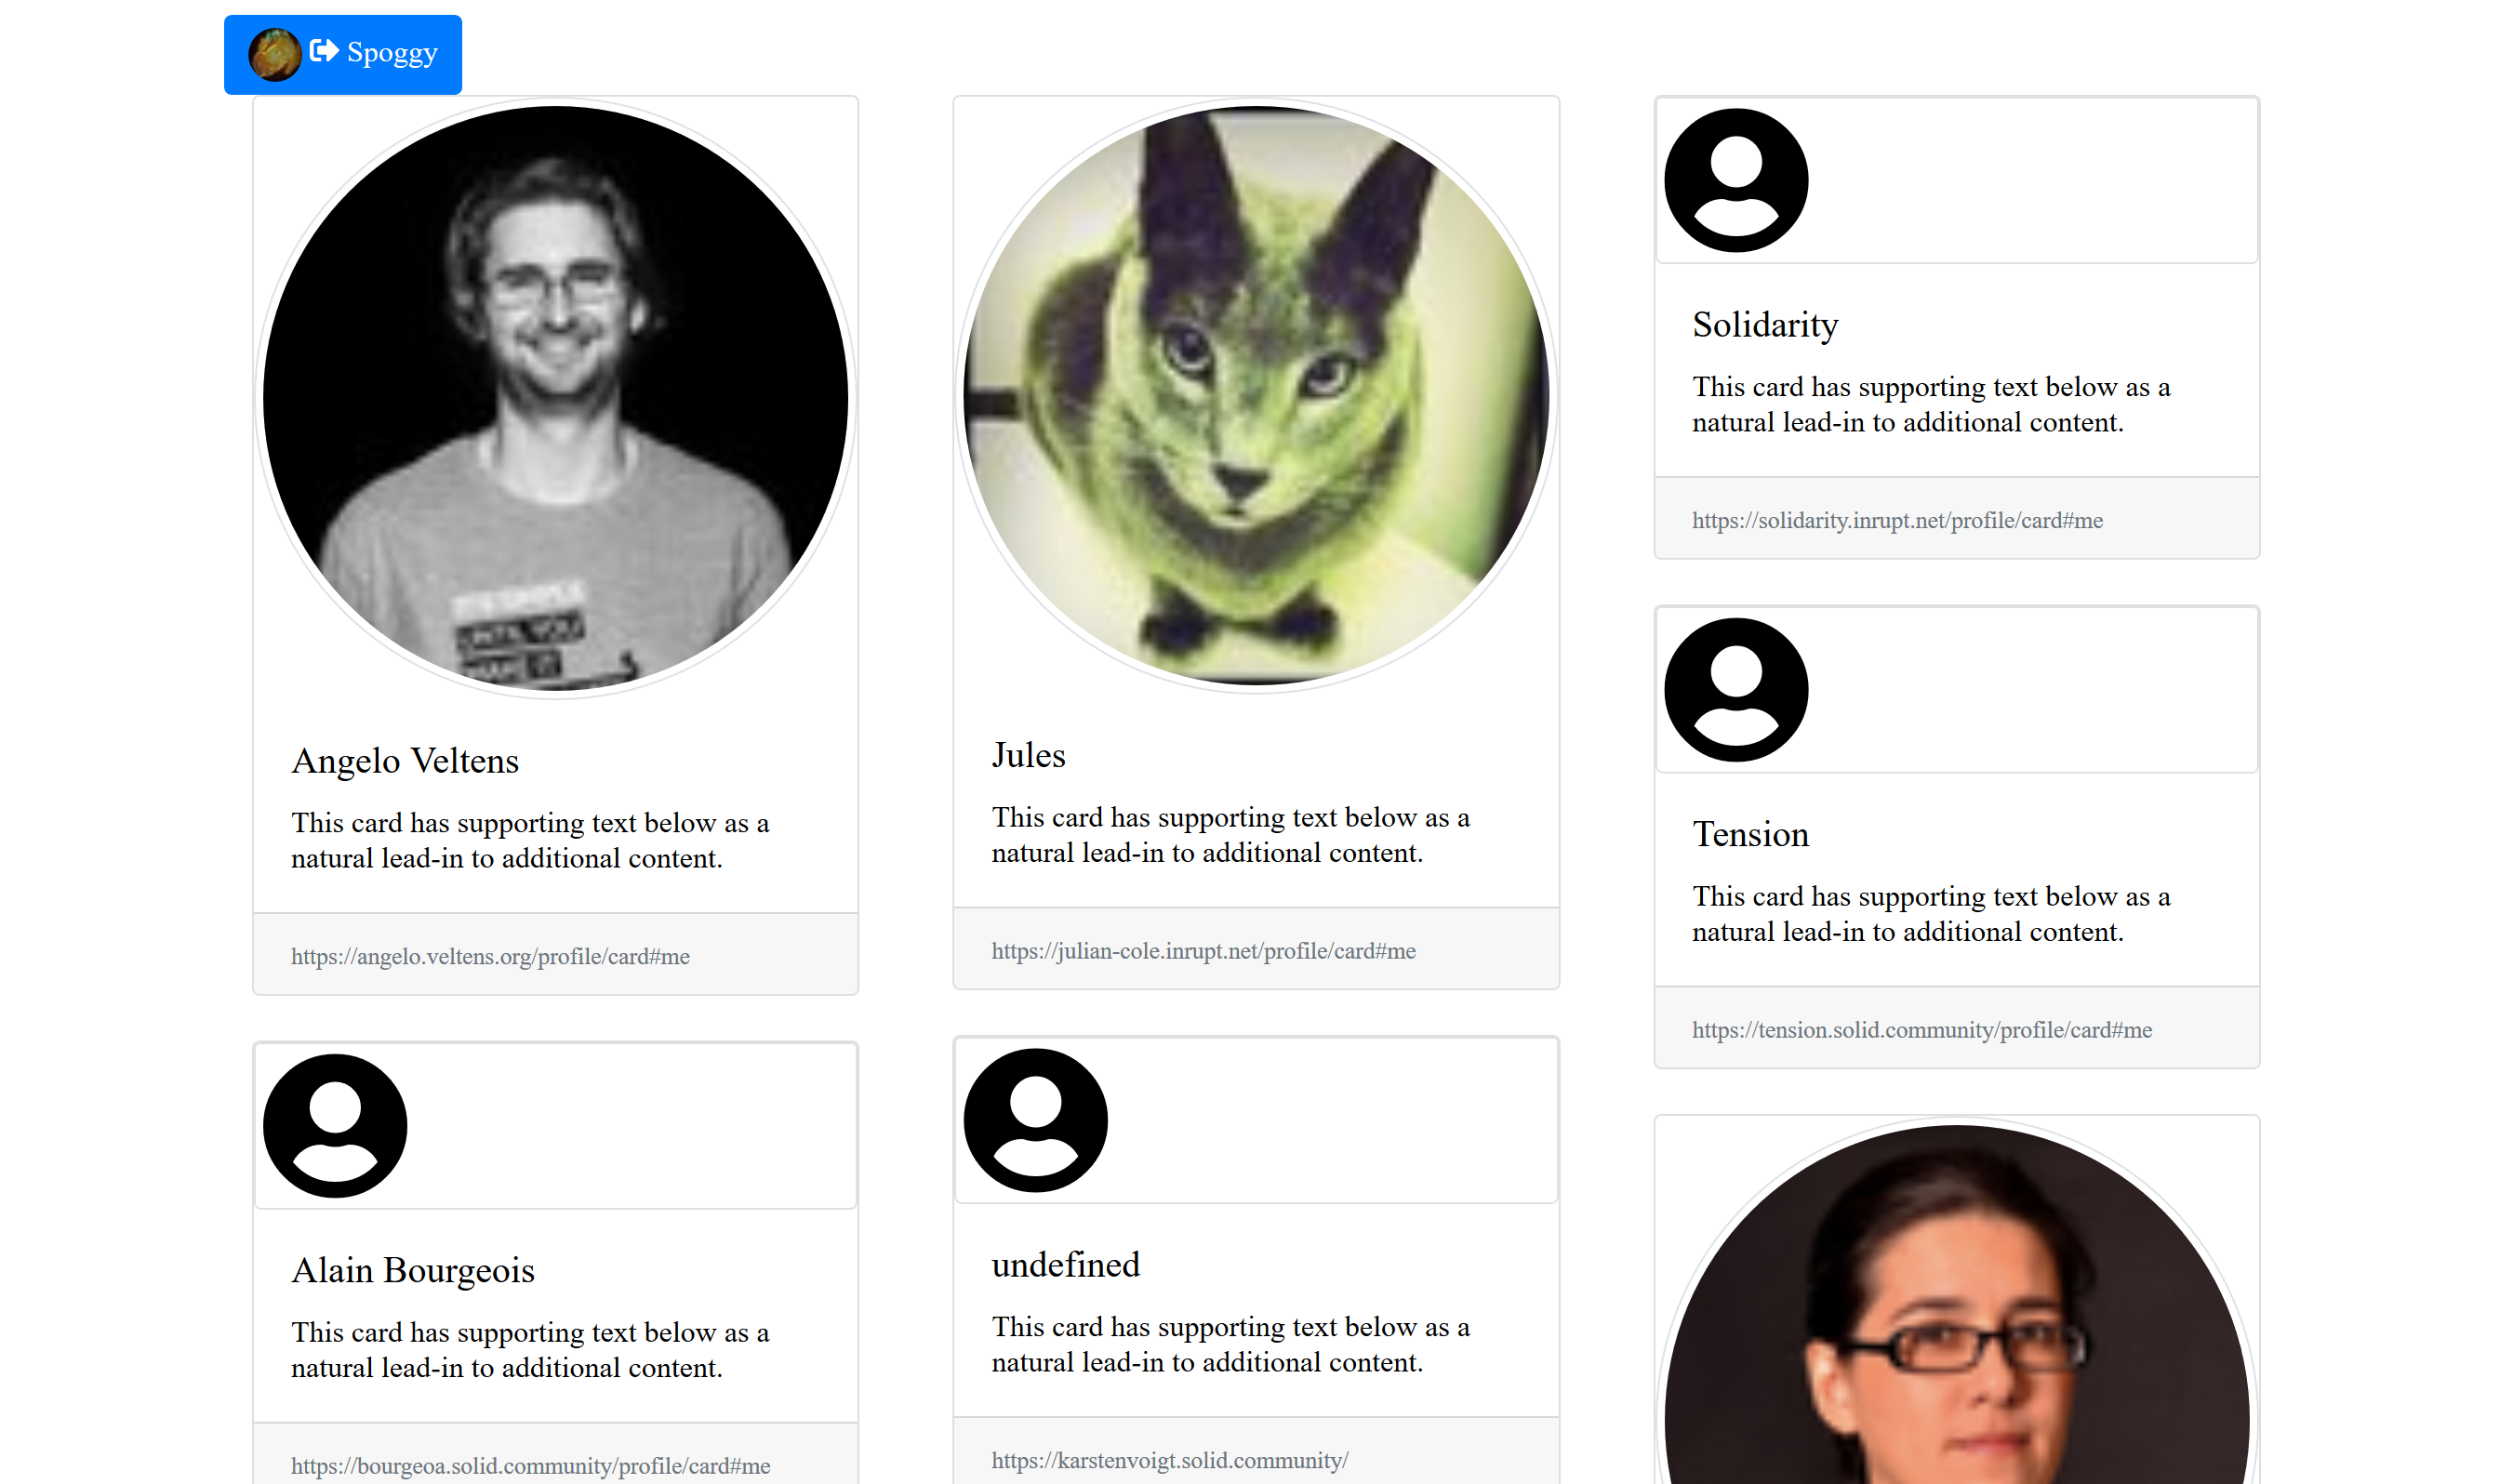 Spoggy
Angelo Veltens
This card has supporting text below as a
natural lead-in to additional content.
https://angelo.veltens.org/profile/card#me
Alain Bourgeois
This card has supporting text below as a
natural lead-in to additional content.
https://bourgeoa.solid.community/profile/card#me
Jules
This card has supporting text below as a
natural lead-in to additional content.
https://julian-cole.inrupt.net/profile/card#me
undefined
This card has supporting text below as a
natural lead-in to additional content.
https://karstenvoigt.solid.community/
Solidarity
This card has supporting text below as a
natural lead-in to additional content.
https://solidarity.inrupt.net/profile/card#me
Tension
This card has supporting text below as a
natural lead-in to additional content.
https://tension.solid.community/profile/card#me